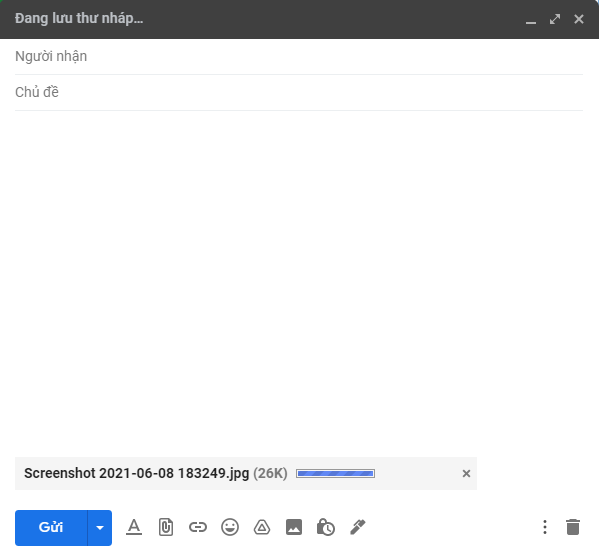 Đang lưu thư nháp…
Người nhận
Chủ đề
Screenshot 2021-06-08 183249.jpg (26K)
Gửi